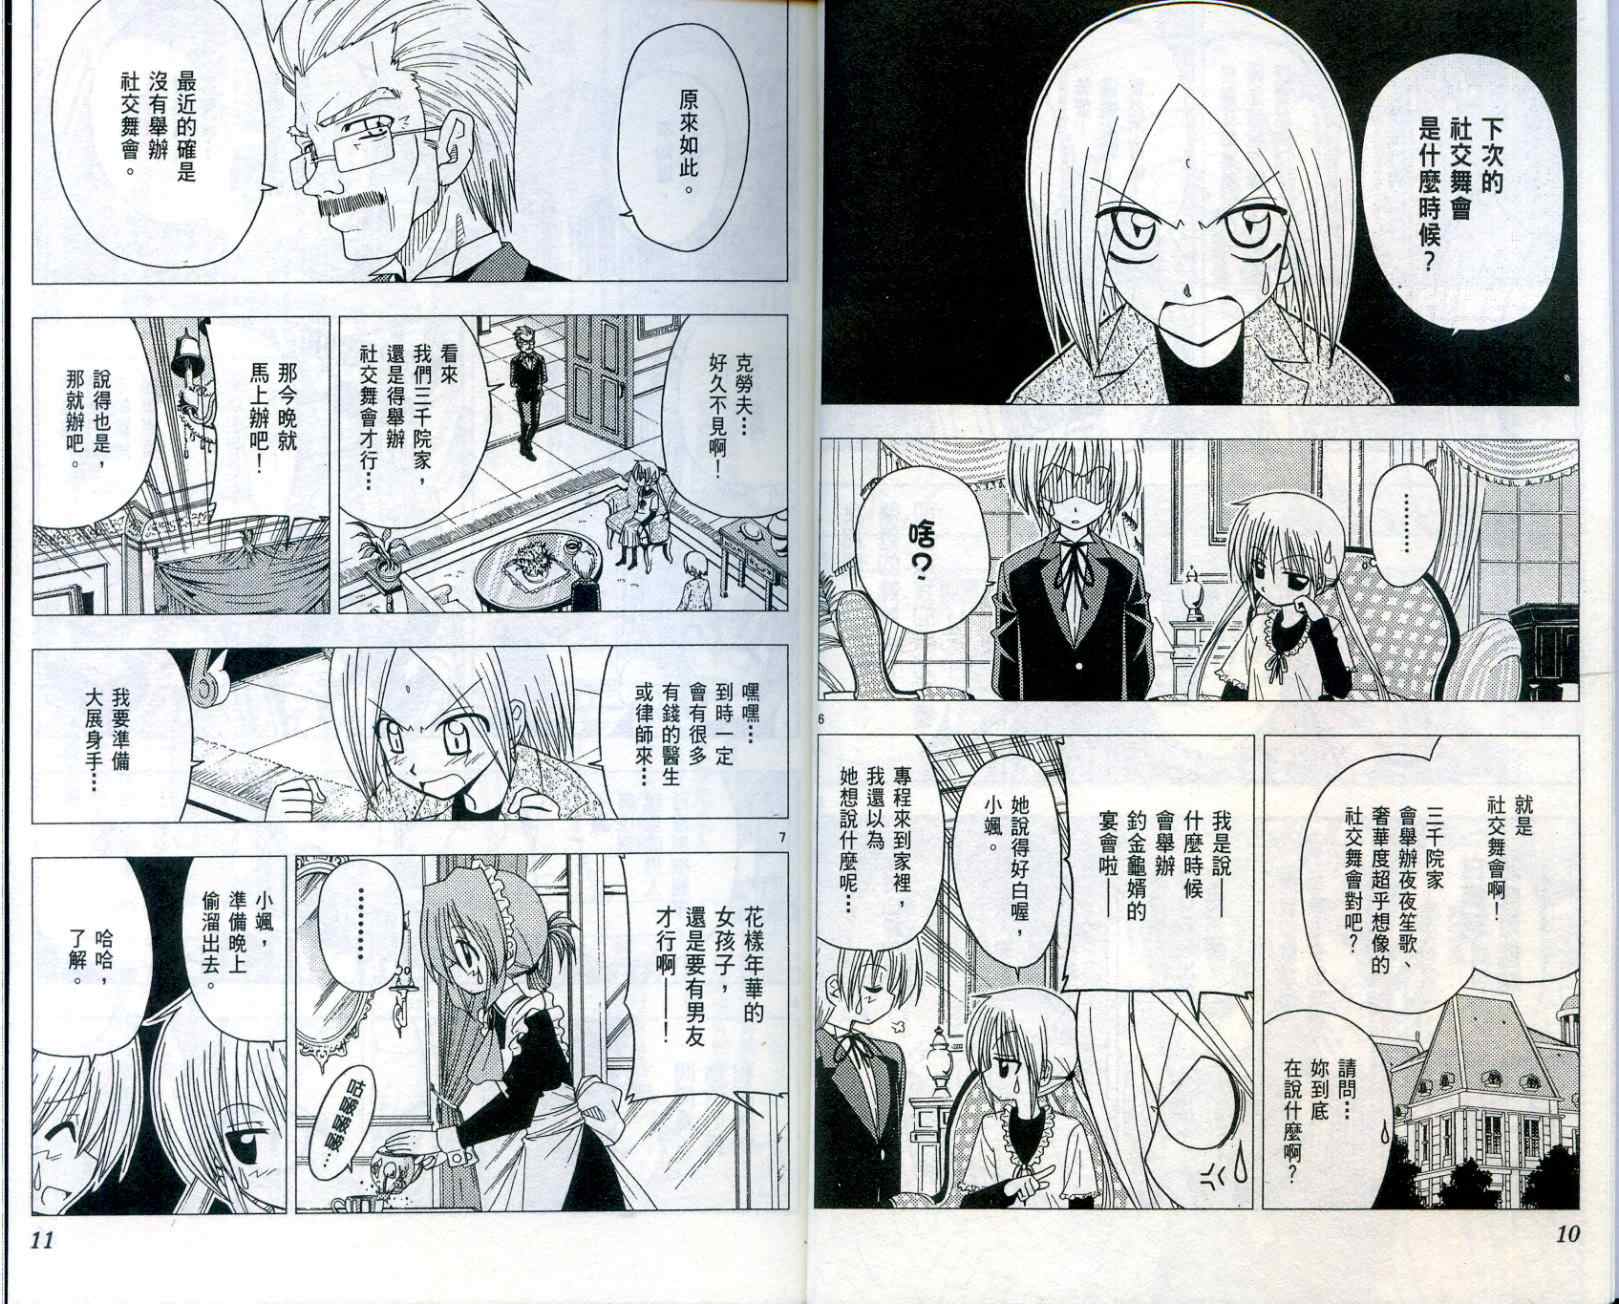 下次的
社交舞會
是什麼時候？
………
啥？
6
就是
社交舞會啊！
三千院家
會舉辦夜夜笙歌、
奢華度超乎想像的
社交舞會對吧？
請問…
妳到底
在說什麼啊？
我是說——
什麼時候
會舉辦
釣金龜婿的
宴會啦——
她說得好白喔，
小颯。
專程來到家裡，
我還以為
她想說什麼呢…
10
原來如此。
最近的確是
沒有舉辦
社交舞會。
克勞夫…
好久不見啊！
看來
我們三千院家，
還是得舉辦
社交舞會才行…
那今晚就
馬上辦吧！
說得也是，
那就辦吧。
嘿嘿…
到時一定
會有很多
有錢的醫生
或律師來…
我要準備
大展身手…
7
花樣年華的
女孩子，
還是要有男友
才行啊——！
………
咕啵啵啵…
小颯，
準備晚上
偷溜出去。
哈哈，
了解。
11